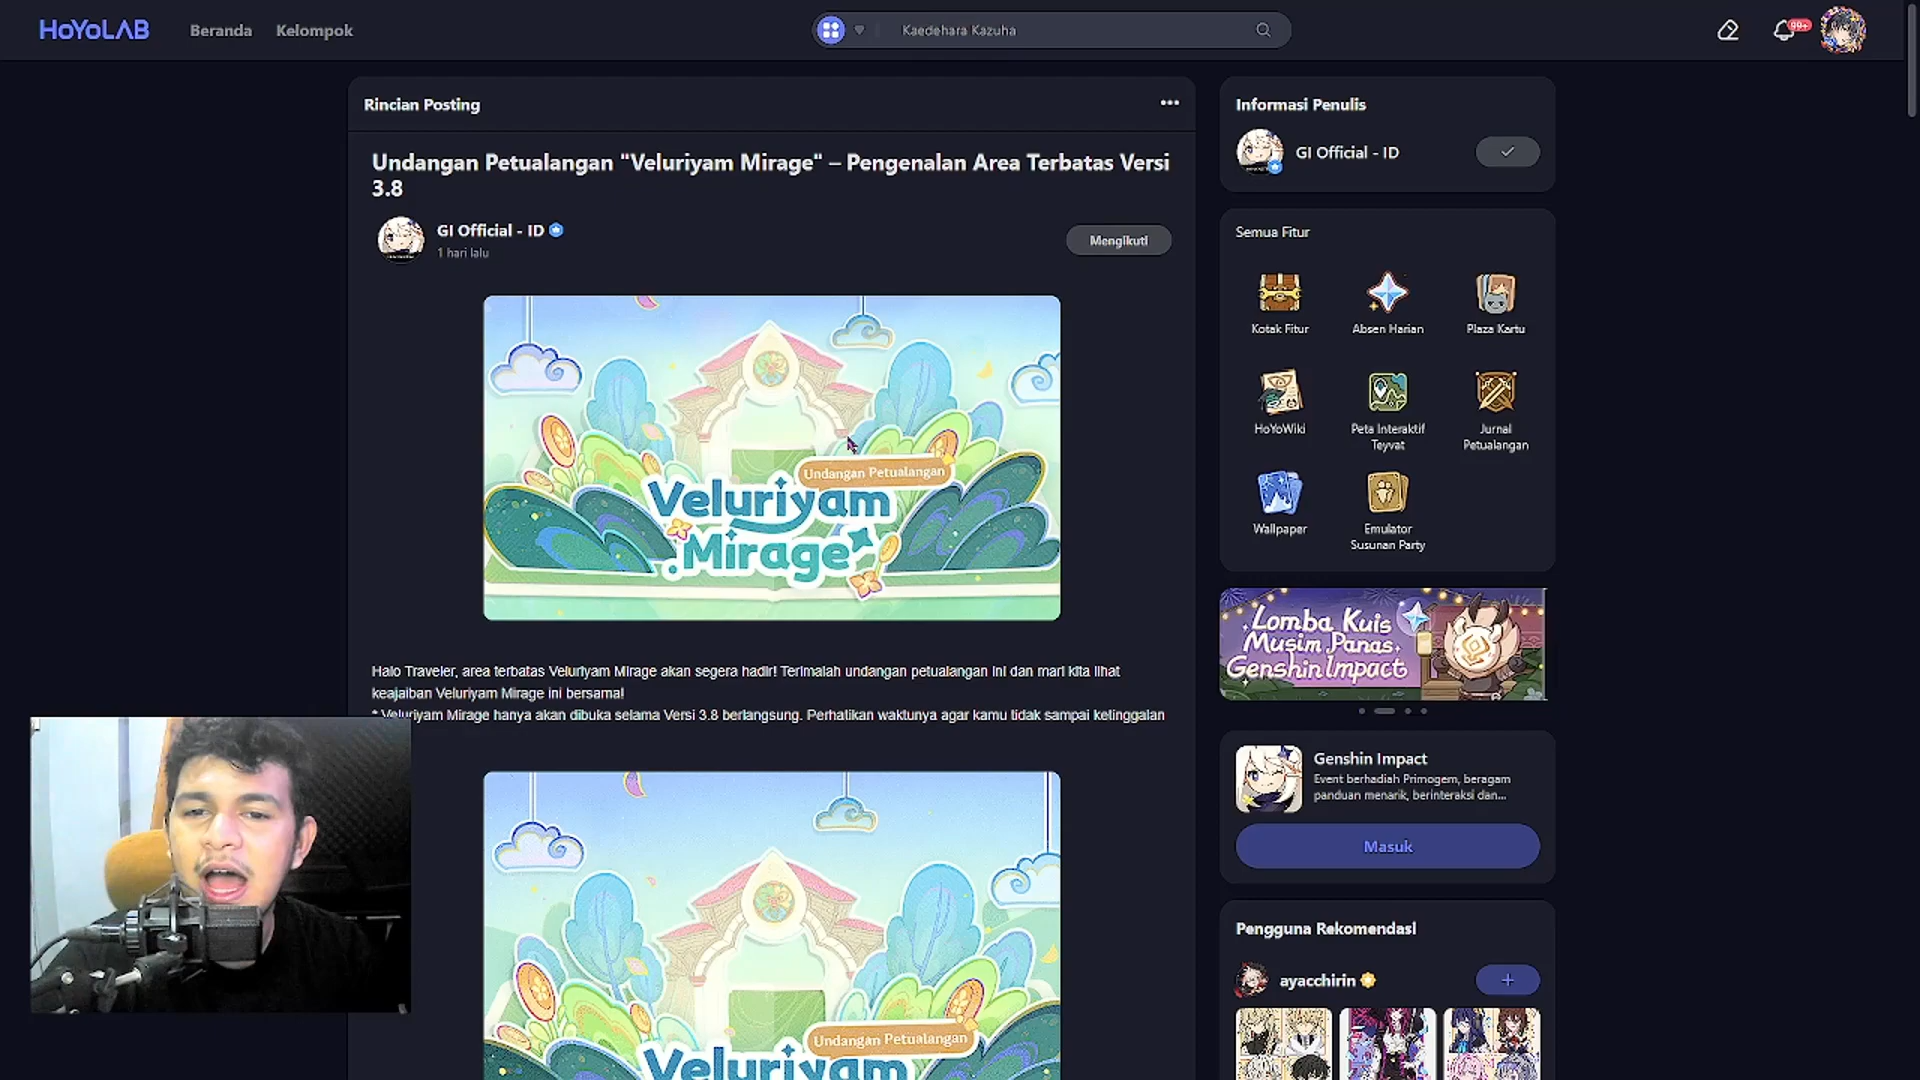 HoYoLAB
Beranda
Kelompok
Kaedehara Kazuha
99+
Rincian Posting
Undangan Petualangan "Veluriyam Mirage" – Pengenalan Area Terbatas Versi
3.8
GI Official - ID
1 hari lalu
Mengikuti
Undangan Petualangan
Veluriyam
Mirage
Halo Traveler, area terbatas Veluriyam Mirage akan segera hadir! Terimalah undangan petualangan ini dan mari kita lihat
keajaiban Veluriyam Mirage ini bersama!
* Veluriyam Mirage hanya akan dibuka selama Versi 3.8 berlangsung. Perhatikan waktunya agar kamu tidak sampai ketinggalan
Undangan Petualangan
Veluriyam
Informasi Penulis
GI Official - ID
Semua Fitur
Kotak Fitur
Absen Harian
Plaza Kartu
HoYoWiki
Peta Interaktif
Teyvat
Jurnal
Petualangan
Wallpaper
Emulator
Susunan Party
Lomba Kuis
Musim Panas
Genshin Impact
Genshin Impact
Event berhadiah Primogem, beragam
panduan menarik, berinteraksi dan...
Masuk
Pengguna Rekomendasi
ayacchirin